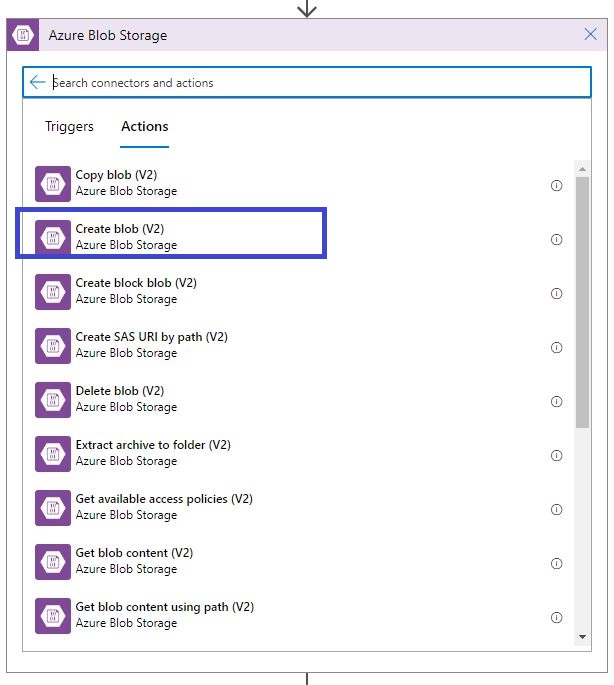 Azure Blob Storage
Search connectors and actions
Triggers Actions
Copy blob (V2)
Azure Blob Storage
Create blob (V2)
Azure Blob Storage
Create block blob (V2)
Azure Blob Storage
Create SAS URI by path (V2)
Azure Blob Storage
Delete blob (V2)
Azure Blob Storage
Extract archive to folder (V2)
Azure Blob Storage
Get available access policies (V2)
Azure Blob Storage
Get blob content (V2)
Azure Blob Storage
Get blob content using path (V2)
Azure Blob Storage